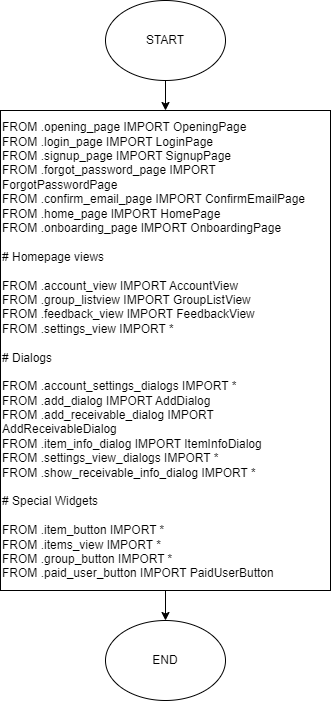 START
FROM .opening_page IMPORT OpeningPage
FROM .login_page IMPORT LoginPage
FROM .signup_page IMPORT SignupPage
FROM .forgot_password_page IMPORT
ForgotPasswordPage
FROM .confirm_email_page IMPORT ConfirmEmailPage
FROM .home_page IMPORT HomePage
FROM .onboarding_page IMPORT OnboardingPage
# Homepage views
FROM .account_view IMPORT AccountView
FROM .group_listview IMPORT GroupListView
FROM .feedback_view IMPORT FeedbackView
FROM .settings_view IMPORT *
# Dialogs
FROM .account_settings_dialogs IMPORT *
FROM .add_dialog IMPORT AddDialog
FROM .add_receivable_dialog IMPORT
AddReceivableDialog
FROM .item_info_dialog IMPORT ItemInfoDialog
FROM .settings_view_dialogs IMPORT *
FROM .show_receivable_info_dialog IMPORT *
# Special Widgets
FROM .item_button IMPORT *
FROM .items_view IMPORT *
FROM .group_button IMPORT *
FROM .paid_user_button IMPORT PaidUserButton
END